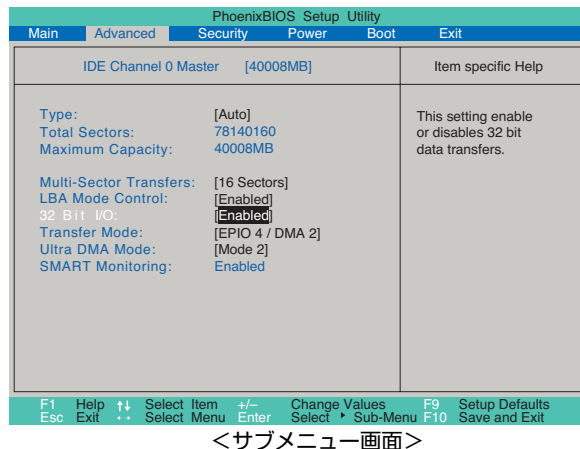 PhoenixBIOS Setup Utility
Main Advanced Security Power Boot Exit
IDE Channel 0 Master [40008MB]
Item specific Help
Type: [Auto]
Total Sectors: 78140160
Maximum Capacity: 40008MB
Multi-Sector Transfers: [16 Sectors]
LBA Mode Control: [Enabled]
32 Bit I/O: [Enabled]
Transfer Mode: [EPIO 4 / DMA 2]
Ultra DMA Mode: [Mode 2]
SMART Monitoring: Enabled
This setting enable
or disables 32 bit
data transfers.
F1 Help ↑↓ Select Item +/– Change Values F9 Setup Defaults
Esc Exit ←→ Select Menu Enter Select ▸ Sub-Menu F10 Save and Exit
＜サブメニュー画面＞